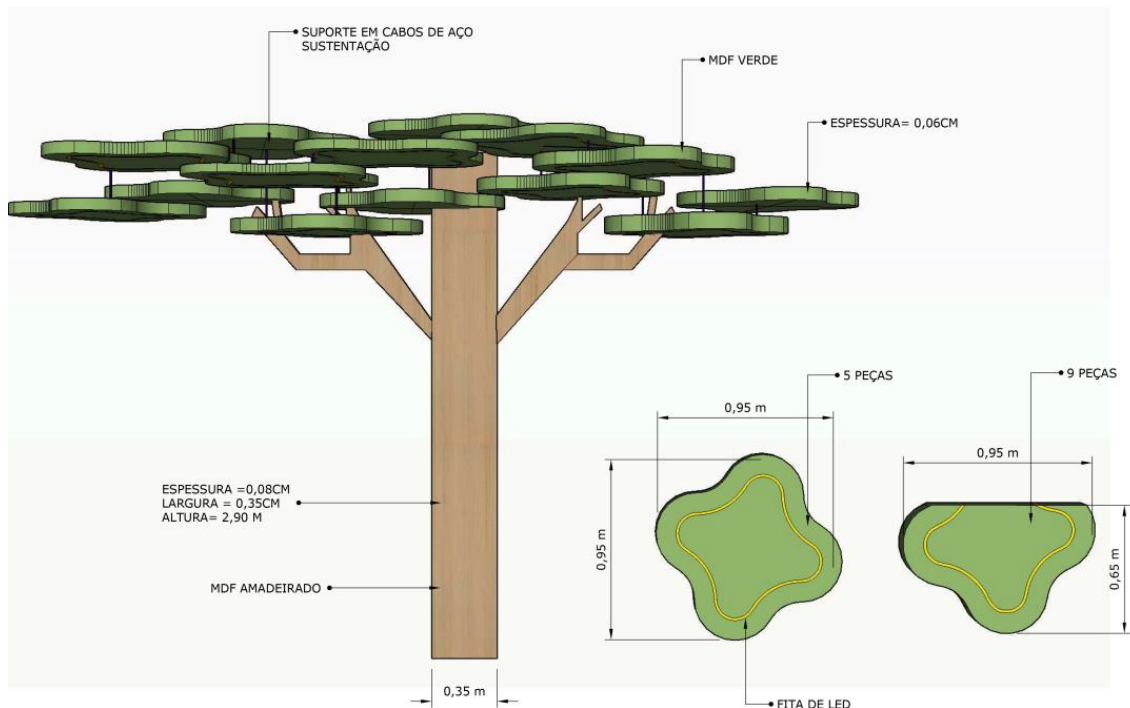 SUPORTE EM CABOS DE AÇO
SUSTENTAÇÃO
MDF VERDE
ESPESSURA= 0,06CM
5 PEÇAS
9 PEÇAS
0,95 m
0,95 m
ESPESSURA =0,08CM
LARGURA = 0,35CM
ALTURA= 2,90 M
0,95 m
0,65 m
MDF AMADEIRADO
0,35 m
FITA DE LED